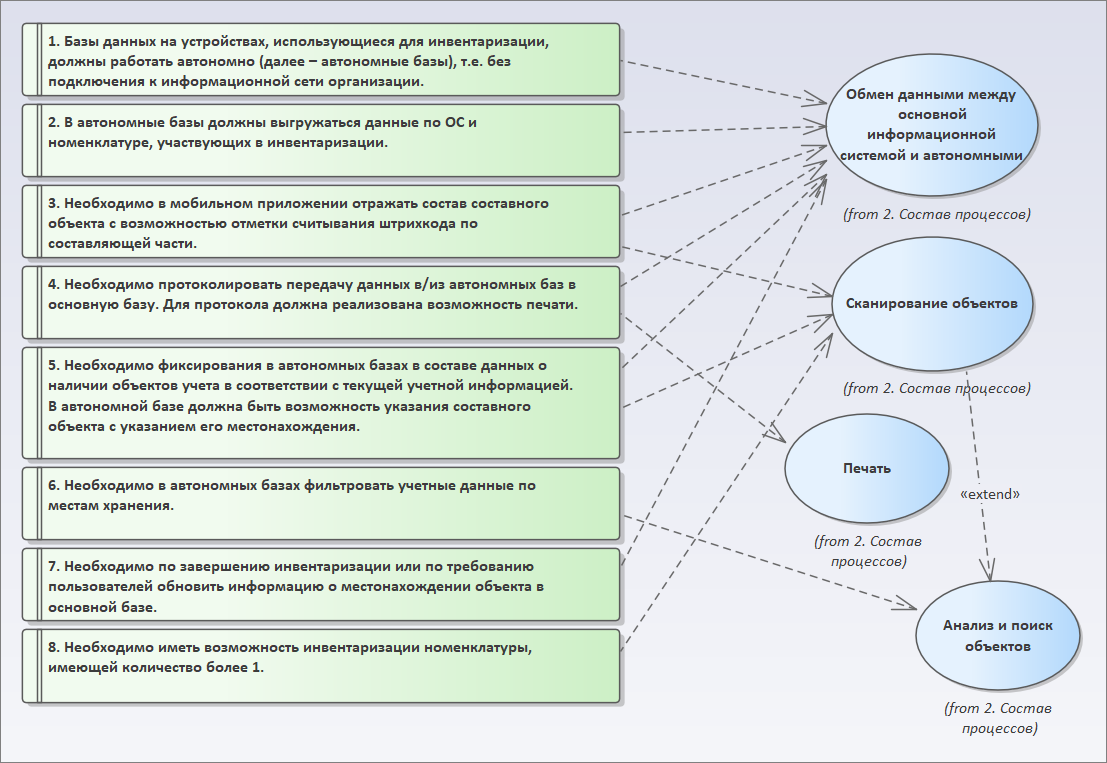 1. Базы данных на устройствах, использующиеся для инвентаризации,
должны работать автономно (далее – автономные базы), т.е. без
подключения к информационной сети организации.
2. В автономные базы должны выгружаться данные по ОС и
номенклатуре, участвующих в инвентаризации.
3. Необходимо в мобильном приложении отражать состав составного
объекта с возможностью отметки считывания штрихкода по
составляющей части.
4. Необходимо протоколировать передачу данных в/из автономных баз в
основную базу. Для протокола должна реализована возможность печати.
5. Необходимо фиксирования в автономных базах в составе данных о
наличии объектов учета в соответствии с текущей учетной информацией.
В автономной базе должна быть возможность указания составного
объекта с указанием его местонахождения.
6. Необходимо в автономных базах фильтровать учетные данные по
местам хранения.
7. Необходимо по завершению инвентаризации или по требованию
пользователей обновить информацию о местонахождении объекта в
основной базе.
8. Необходимо иметь возможность инвентаризации номенклатуры,
имеющей количество более 1.
Обмен данными между
основной
информационной
системой и автономными
(from 2. Состав процессов)
Сканирование объектов
(from 2. Состав процессов)
Печать
(from 2. Состав
процессов)
«extend»
Анализ и поиск
объектов
(from 2. Состав
процессов)